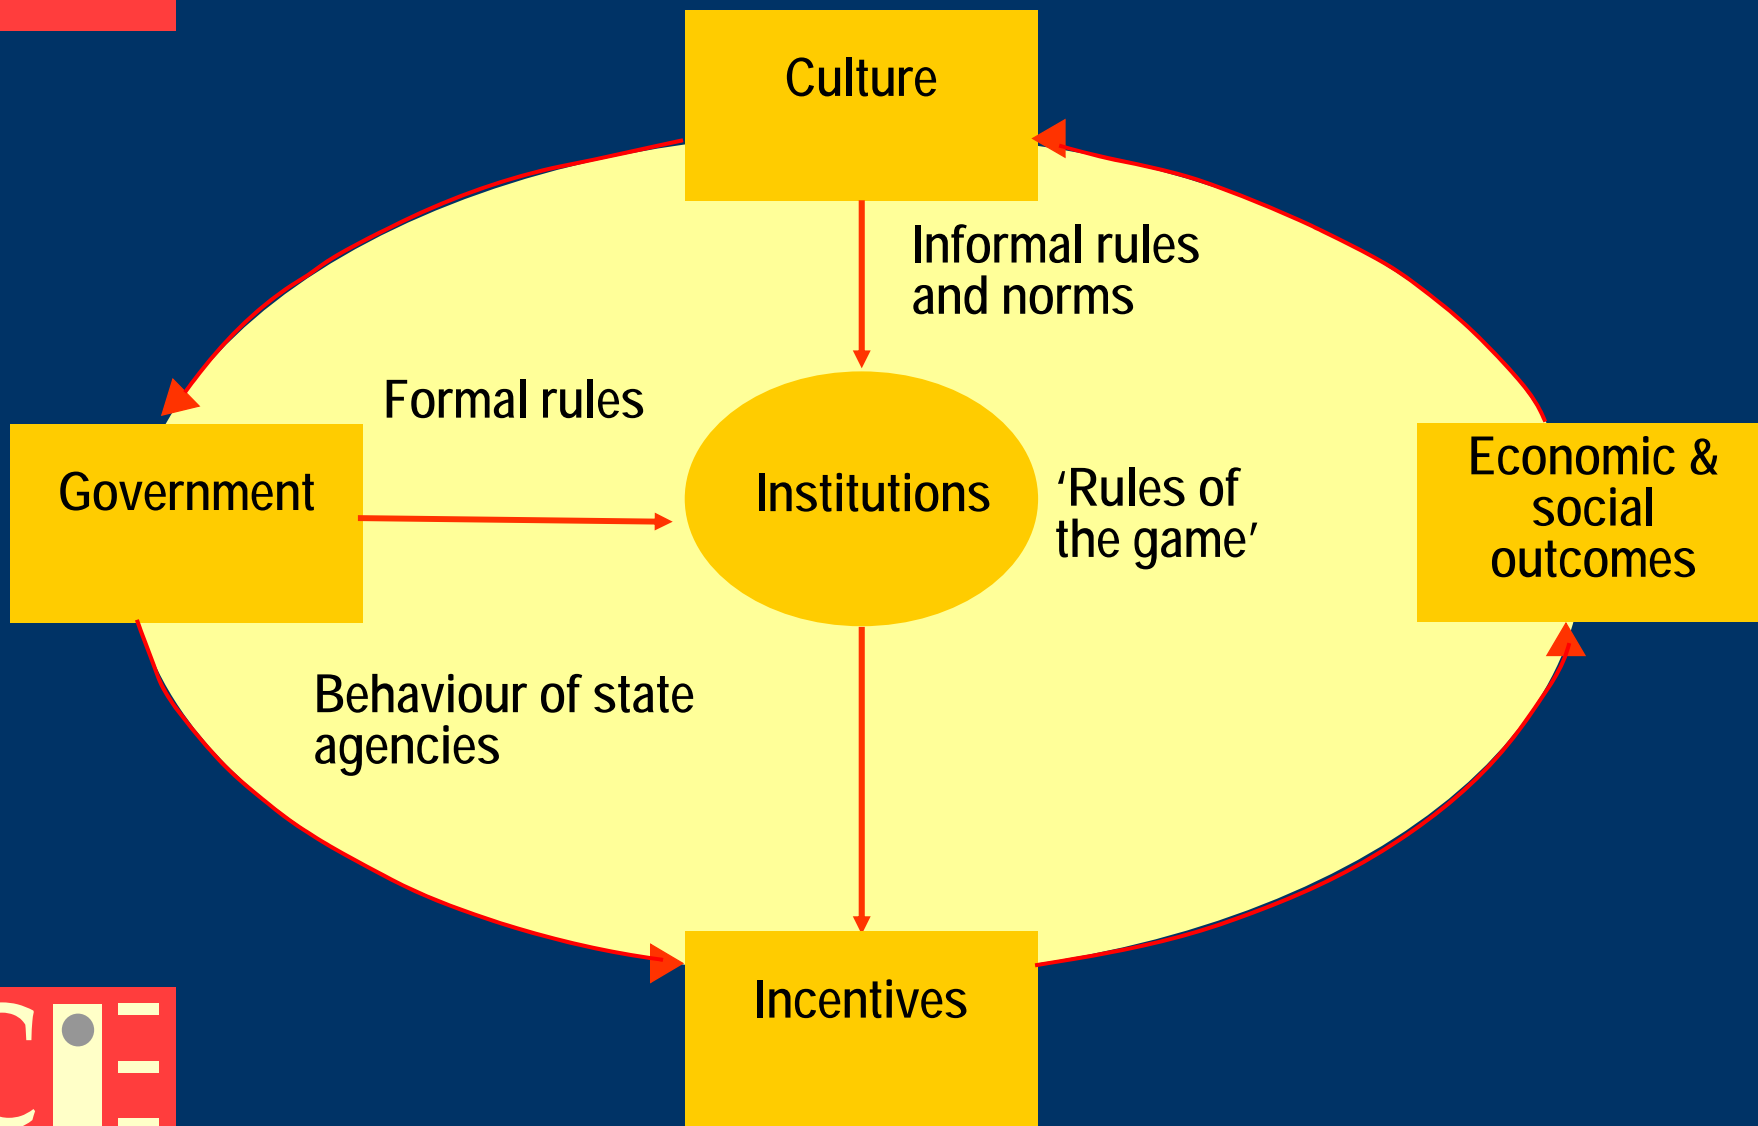 Culture
Informal rules
and norms
Formal rules
Government
Institutions
‘Rules of
the game’
Economic &
social
outcomes
Behaviour of state
agencies
Incentives